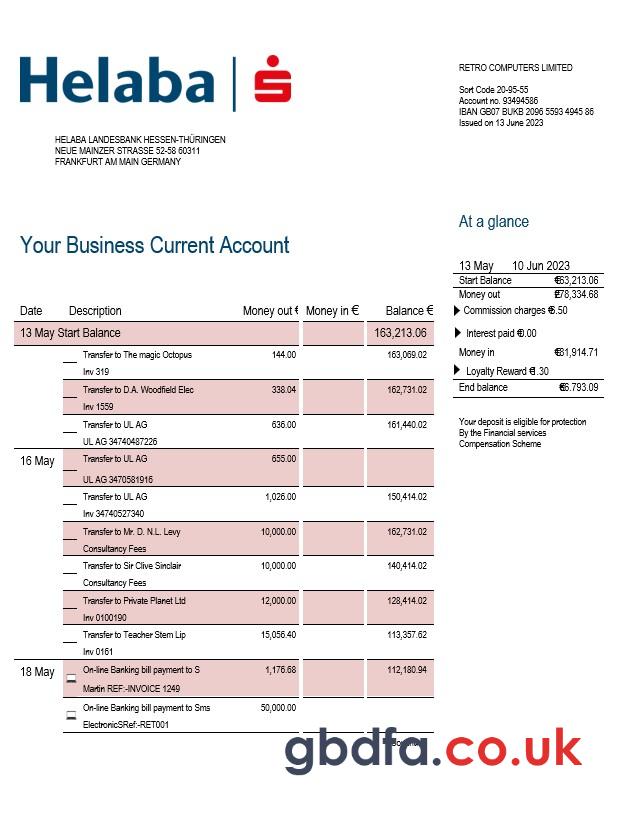 Helaba
RETRO COMPUTERS LIMITED
Sort Code 20-95-55
Account no. 93494586
IBAN GB07 BUKB 2096 5593 4945 86
Issued on 13 June 2023
HELABA LANDESBANK HESSEN-THÜRINGEN
NEUE MAINZER STRASSE 52-58 60311
FRANKFURT AM MAIN GERMANY
At a glance
Your Business Current Account
13 May 10 Jun 2023
Start Balance €63,213.06
Money out 278,334.68
Commission charges €6.50
Interest paid €0.00
Money in €31,914.71
Loyalty Reward €1.30
End balance €6.793.09
Your deposit is eligible for protection
By the Financial services
Compensation Scheme
Date Description Money out € Money in € Balance €
13 May Start Balance 163,213.06
Transfer to The magic Octopus 144.00 163,069.02
Inv 319
Transfer to D.A. Woodfield Elec 338.04 162,731.02
Inv 1559
Transfer to UL AG 636.00 161,440.02
UL AG 34740487226
16 May Transfer to UL AG 655.00
UL AG 3470581916
Transfer to UL AG 1,026.00 150,414.02
Inv 34740527340
Transfer to Mr. D. N.L. Levy 10,000.00 162,731.02
Consultancy Fees
Transfer to Sir Clive Sinclair 10,000.00 140,414.02
Consultancy Fees
Transfer to Private Planet Ltd 12,000.00 128,414.02
Inv 0100190
Transfer to Teacher Stem Lip 15,056.40 113,357.62
Inv 0161
18 May On-line Banking bill payment to S 1,176.68 112,180.94
Martin REF:-INVOICE 1249
On-line Banking bill payment to Sms 50,000.00
ElectronicSRef:-RET001
gbdfa.co.uk